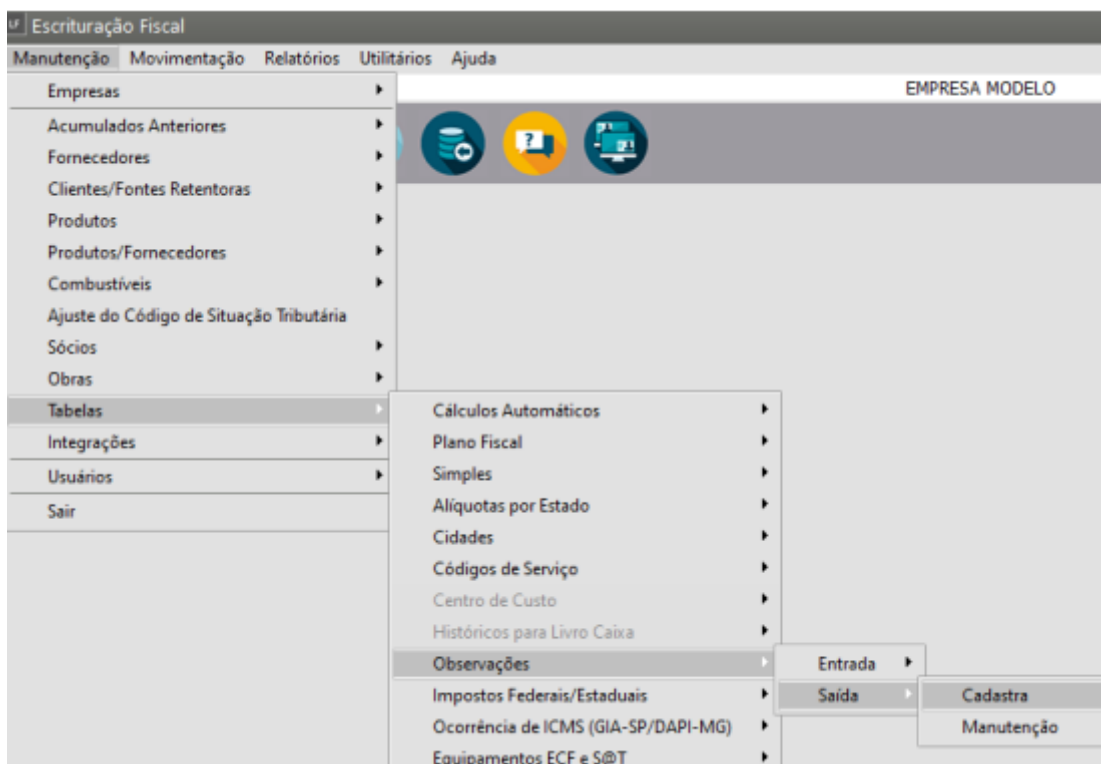 LF Escrituração Fiscal
Manutenção Movimentação Relatórios Utilitários Ajuda
EMPRESA MODELO
Empresas
Acumulados Anteriores
Fornecedores
Clientes/Fontes Retentoras
Produtos
Produtos/Fornecedores
Combustíveis
Ajuste do Código de Situação Tributária
Sócios
Obras
Tabelas
Integrações
Usuários
Sair
Cálculos Automáticos
Plano Fiscal
Simples
Alíquotas por Estado
Cidades
Códigos de Serviço
Centro de Custo
Históricos para Livro Caixa
Observações
Impostos Federais/Estaduais
Ocorrência de ICMS (GIA-SP/DAPI-MG)
Equipamentos ECF e S@T
Entrada
Saída
Cadastra
Manutenção